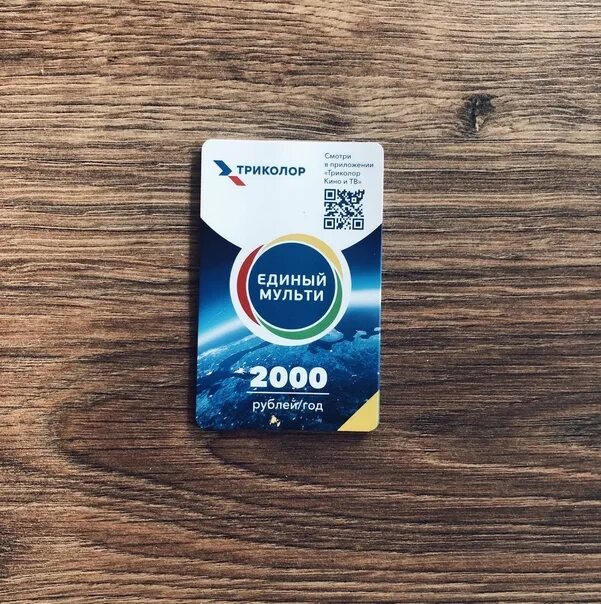 ТРИКОЛОР
Смотри
в приложении
«Триколор
Кино и ТВ»
ЕДИНЫЙ
МУЛЬТИ
2000
рублей/год